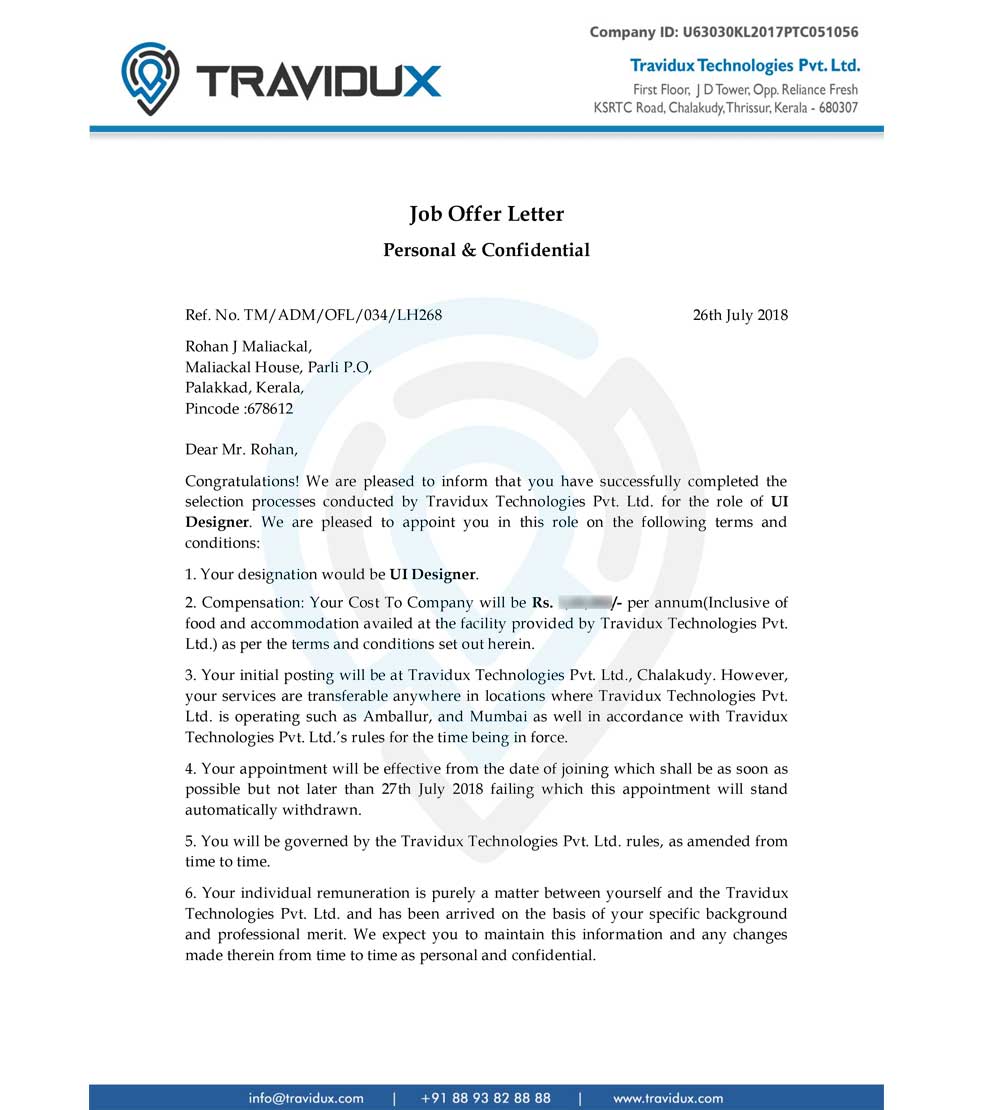 Company ID: U63030KL2017PTC051056
TRAVIDUX
Travidux Technologies Pvt. Ltd.
First Floor, J D Tower, Opp. Reliance Fresh
KSRTC Road, Chalakudy, Thrissur, Kerala - 680307
Job Offer Letter
Personal & Confidential
Ref. No. TM/ADM/OFL/034/LH268 26th July 2018
Rohan J Maliackal,
Maliackal House, Parli P.O,
Palakkad, Kerala,
Pincode :678612
Dear Mr. Rohan,
Congratulations! We are pleased to inform that you have successfully completed the
selection processes conducted by Travidux Technologies Pvt. Ltd. for the role of UI
Designer. We are pleased to appoint you in this role on the following terms and
conditions:
1. Your designation would be UI Designer.
2. Compensation: Your Cost To Company will be Rs. /- per annum(Inclusive of
food and accommodation availed at the facility provided by Travidux Technologies Pvt.
Ltd.) as per the terms and conditions set out herein.
3. Your initial posting will be at Travidux Technologies Pvt. Ltd., Chalakudy. However,
your services are transferable anywhere in locations where Travidux Technologies Pvt.
Ltd. is operating such as Amballur, and Mumbai as well in accordance with Travidux
Technologies Pvt. Ltd.'s rules for the time being in force.
4. Your appointment will be effective from the date of joining which shall be as soon as
possible but not later than 27th July 2018 failing which this appointment will stand
automatically withdrawn.
5. You will be governed by the Travidux Technologies Pvt. Ltd. rules, as amended from
time to time.
6. Your individual remuneration is purely a matter between yourself and the Travidux
Technologies Pvt. Ltd. and has been arrived on the basis of your specific background
and professional merit. We expect you to maintain this information and any changes
made therein from time to time as personal and confidential.
info@travidux.com | +91 88 93 82 88 88 | www.travidux.com